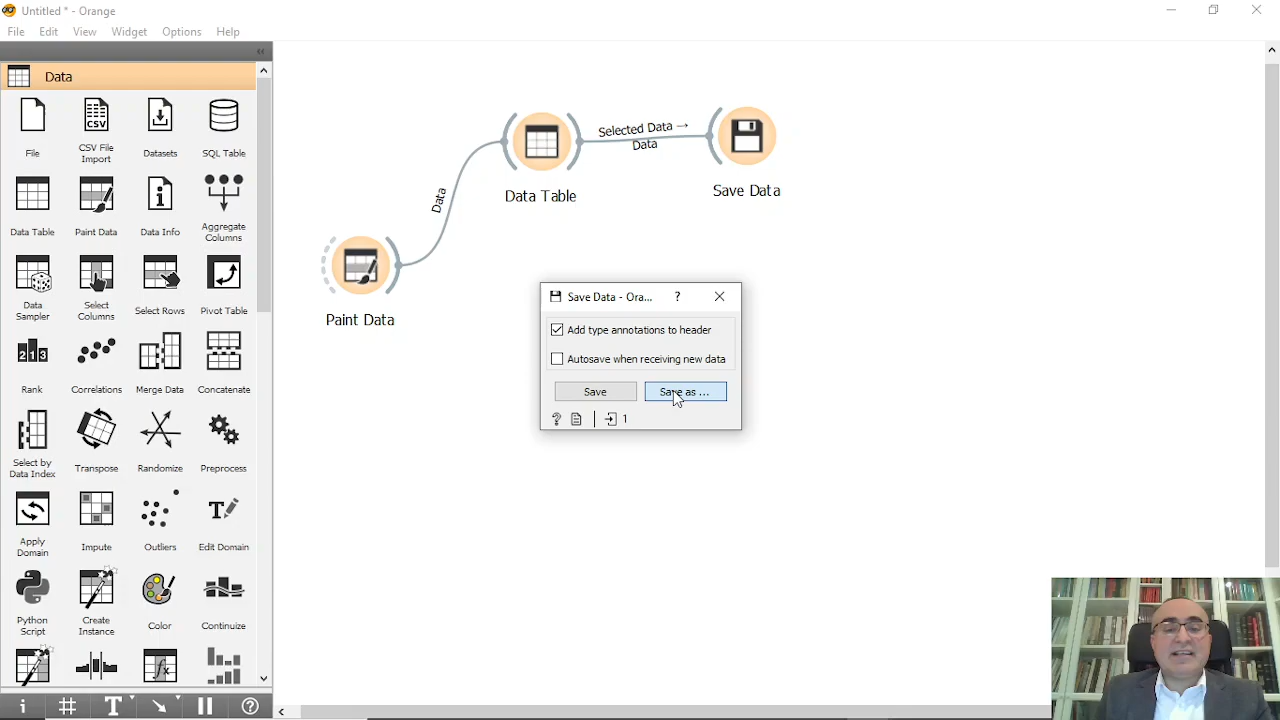 Untitled * - Orange
File Edit View Widget Options Help
Data
File
CSV File
Import
Datasets
SQL Table
Data Table
Paint Data
Data Info
Aggregate
Columns
Data
Sampler
Select
Columns
Select Rows
Pivot Table
Rank
Correlations
Merge Data
Concatenate
Select by
Data Index
Transpose
Randomize
Preprocess
Apply
Domain
Impute
Outliers
Edit Domain
Python
Script
Create
Instance
Color
Continuize
Data
Paint Data
Data Table
Selected Data →
Data
Save Data
Save Data - Ora...
Add type annotations to header
Autosave when receiving new data
Save
Save as ...
1